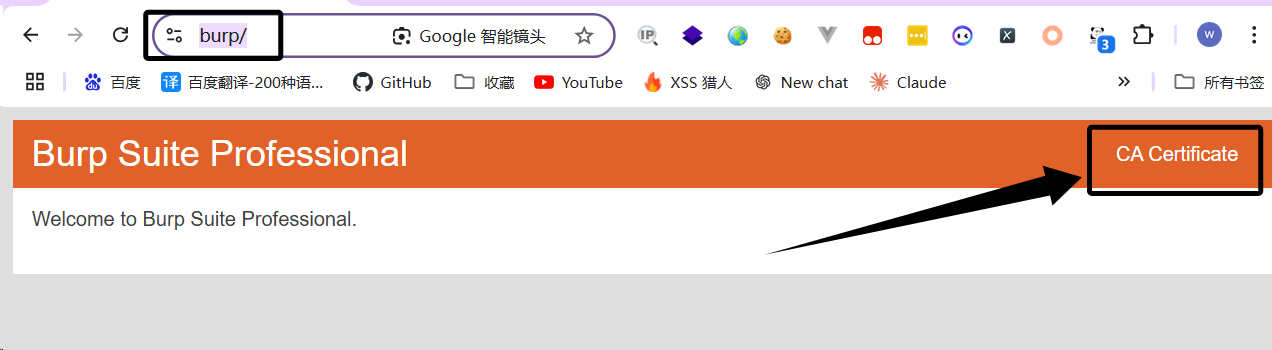 burp/ Google 智能镜头 IP 3 W
译 百度 百度翻译-200种语... GitHub 收藏 YouTube XSS 猎人 New chat Claude » 所有书签
Burp Suite Professional CA Certificate
Welcome to Burp Suite Professional.